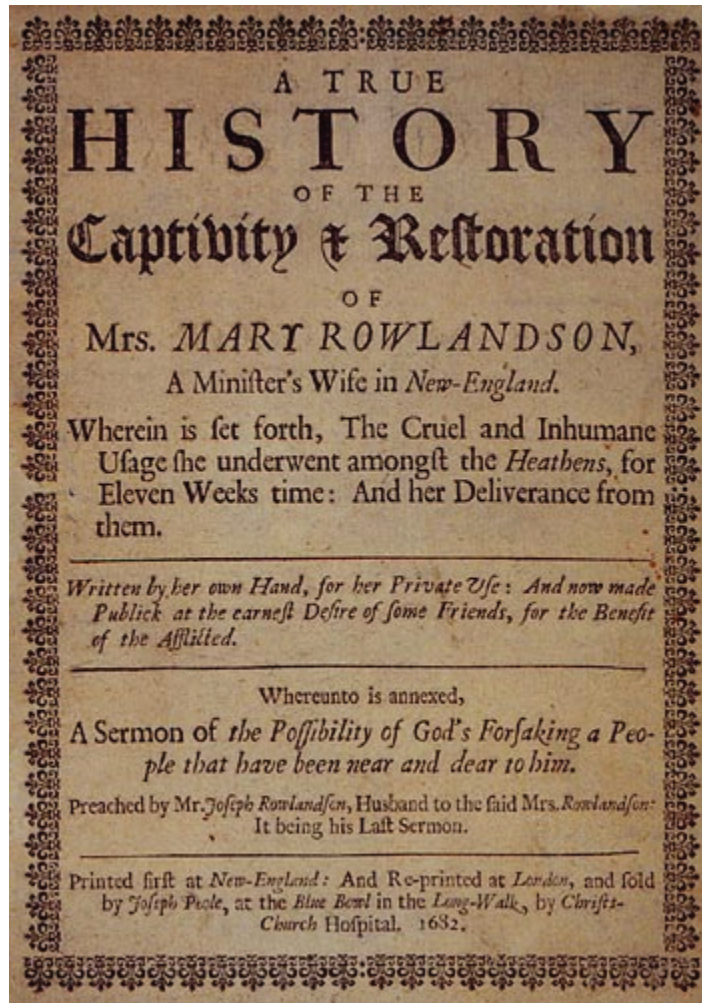 A TRUE
HISTORY
OF THE
Captivity & Reſtoration
OF
Mrs. MARY ROWLANDSON,
A Miniſter's Wife in New-England.
Wherein is ſet forth, The Cruel and Inhumane
Uſage ſhe underwent amongſt the Heathens, for
Eleven Weeks time: And her Deliverance from
them.
Written by her own Hand, for her Private Uſe: And now made
Publick at the earneſt Deſire of ſome Friends, for the Benefit
of the Afflicted.
Whereunto is annexed,
A Sermon of the Poſſibility of God's Forſaking a Peo-
ple that have been near and dear to him.
Preached by Mr. Joſeph Rowlandſon, Husband to the ſaid Mrs. Rowlandſon:
It being his Laſt Sermon.
Printed firſt at New-England: And Re-printed at London, and ſold
by Joſeph Poole, at the Blue Bowl in the Long-Walk, by Chriſts-
Church Hoſpital. 1682.